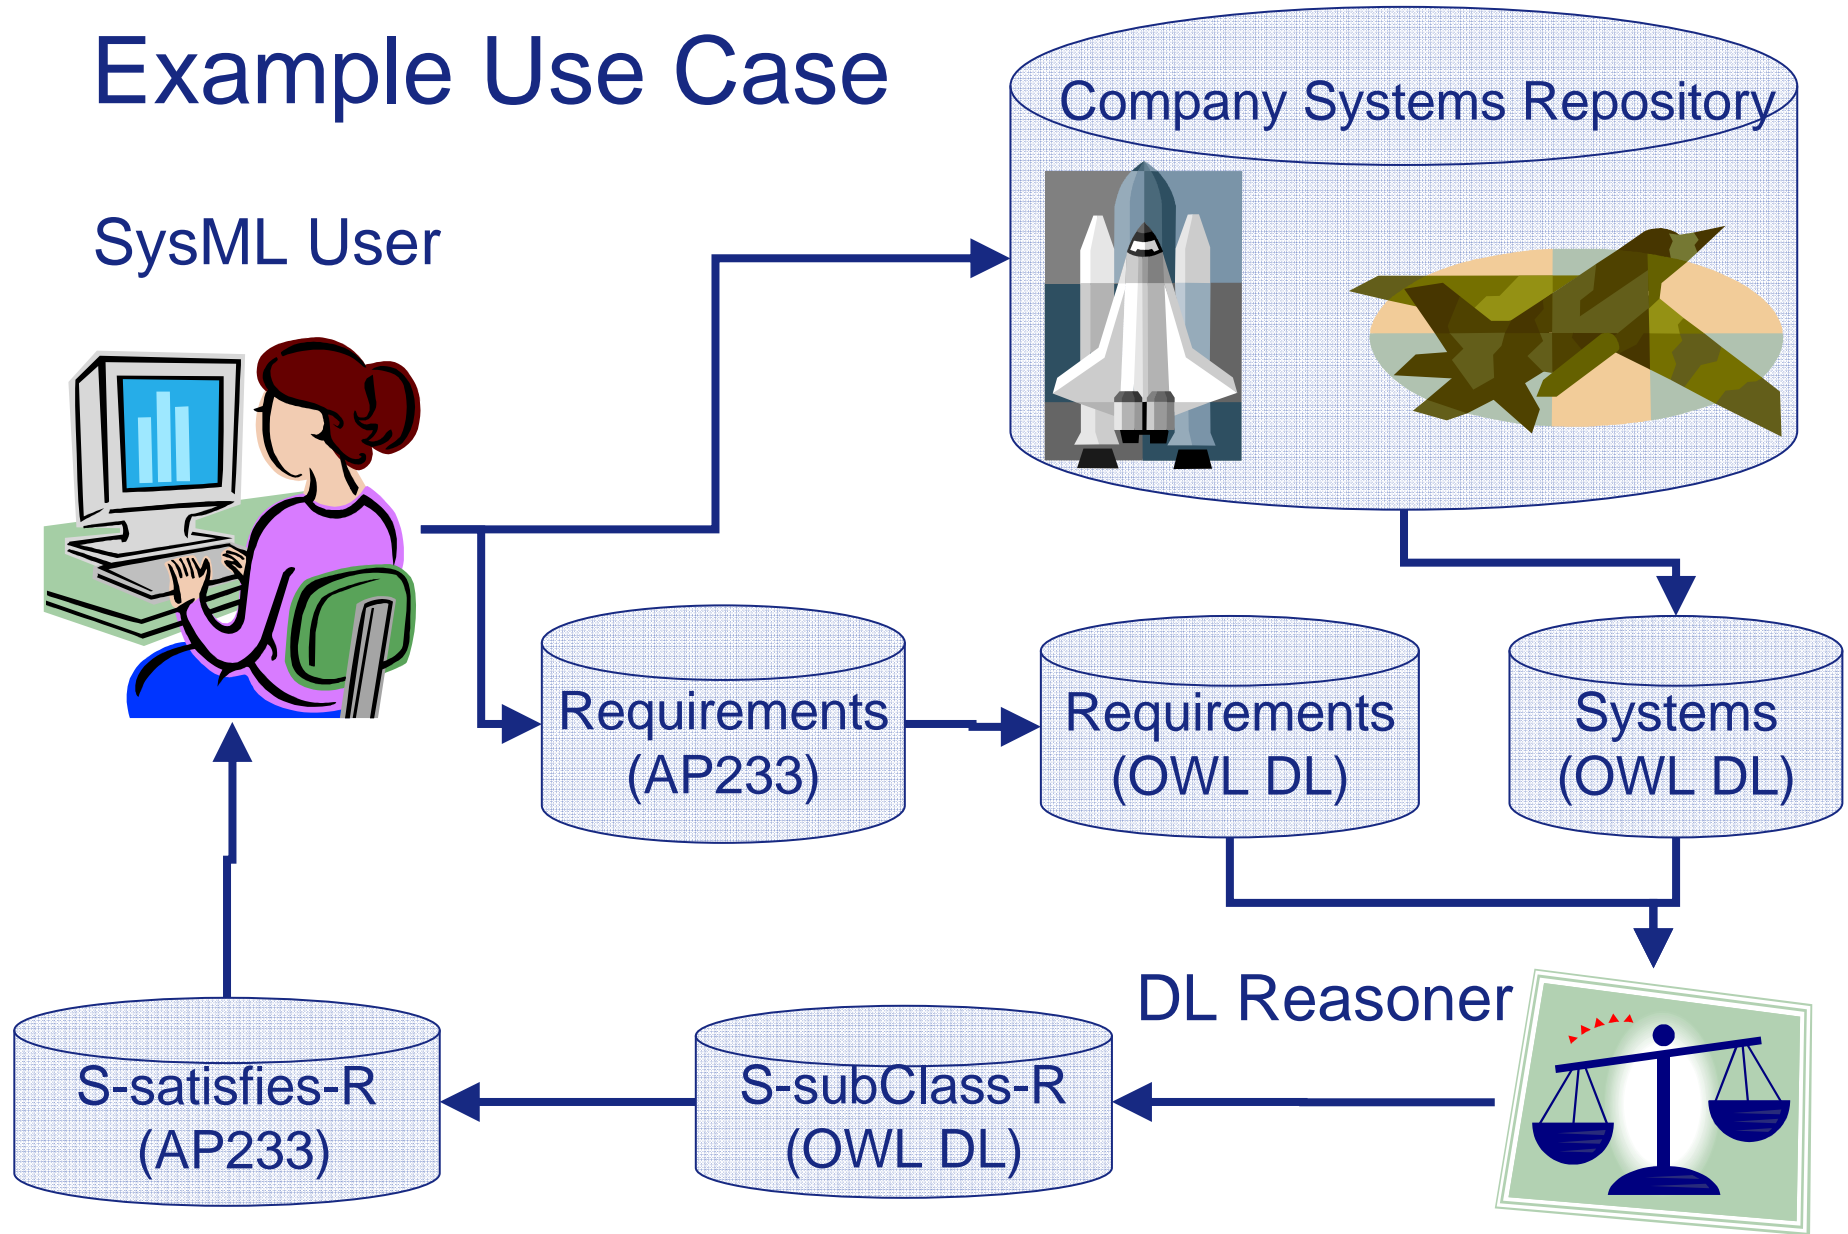 Example Use Case
Company Systems Repository
SysML User
Requirements
(AP233)
Requirements
(OWL DL)
Systems
(OWL DL)
DL Reasoner
S-satisfies-R
(AP233)
S-subClass-R
(OWL DL)